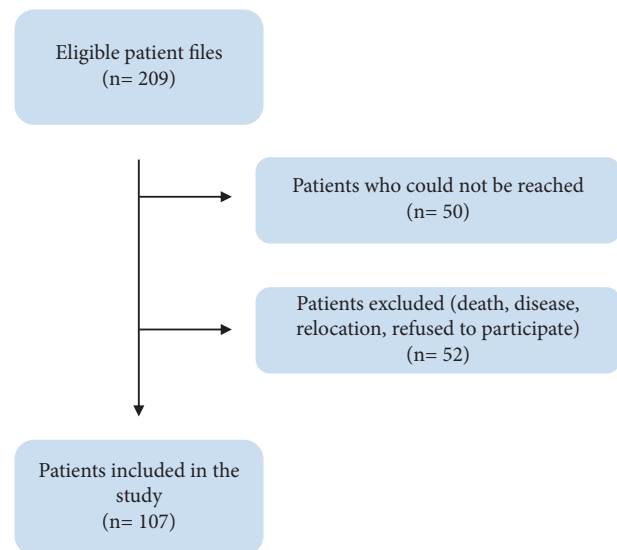 Eligible patient files
(n= 209)
Patients who could not be reached
(n= 50)
Patients excluded (death, disease,
relocation, refused to participate)
(n= 52)
Patients included in the
study
(n= 107)